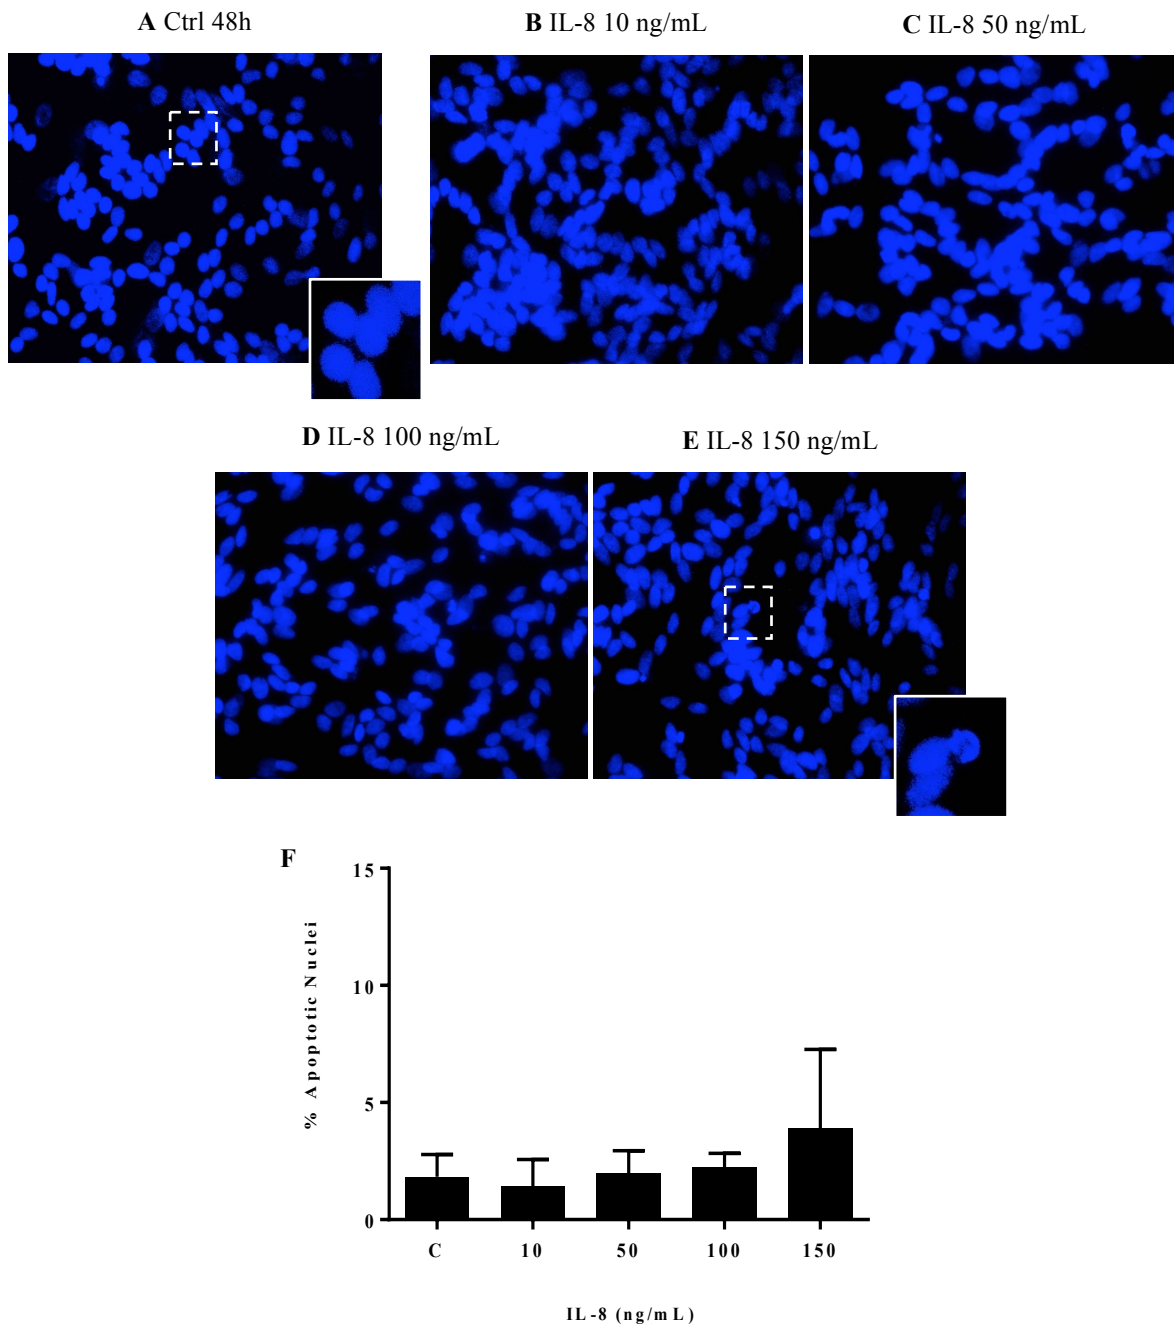 A Ctrl 48h
B IL-8 10 ng/mL
C IL-8 50 ng/mL
D IL-8 100 ng/mL
E IL-8 150 ng/mL
F
% Apoptotic Nuclei
15
10
5
0
C 10 50 100 150
IL-8 (ng/mL)